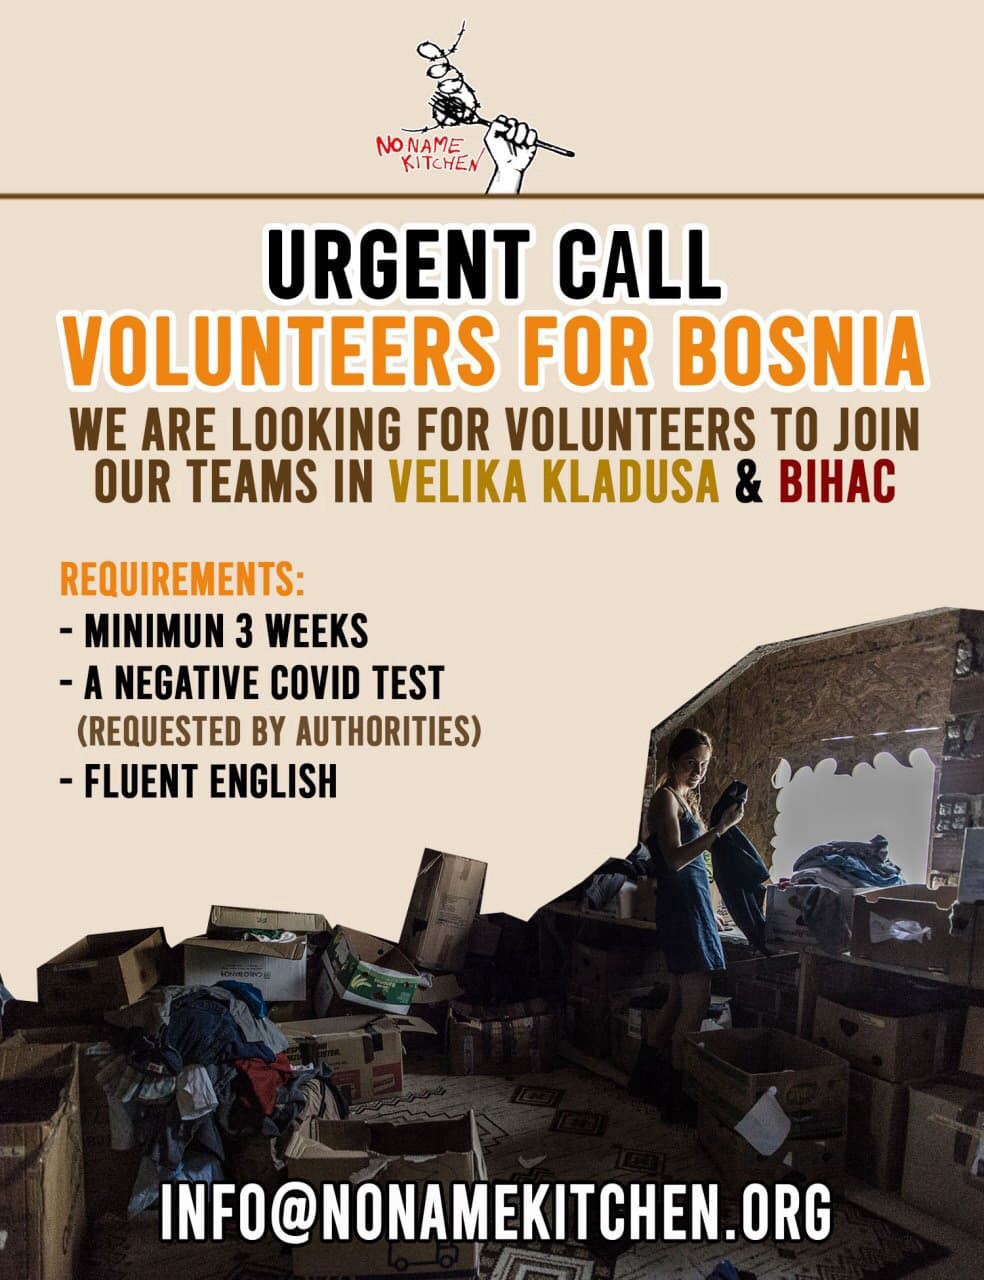 NO NAME
KITCHEN
URGENT CALL
VOLUNTEERS FOR BOSNIA
WE ARE LOOKING FOR VOLUNTEERS TO JOIN
OUR TEAMS IN VELIKA KLADUSA & BIHAC
REQUIREMENTS:
- MINIMUN 3 WEEKS
- A NEGATIVE COVID TEST
(REQUESTED BY AUTHORITIES)
- FLUENT ENGLISH
INFO@NONAMEKITCHEN.ORG